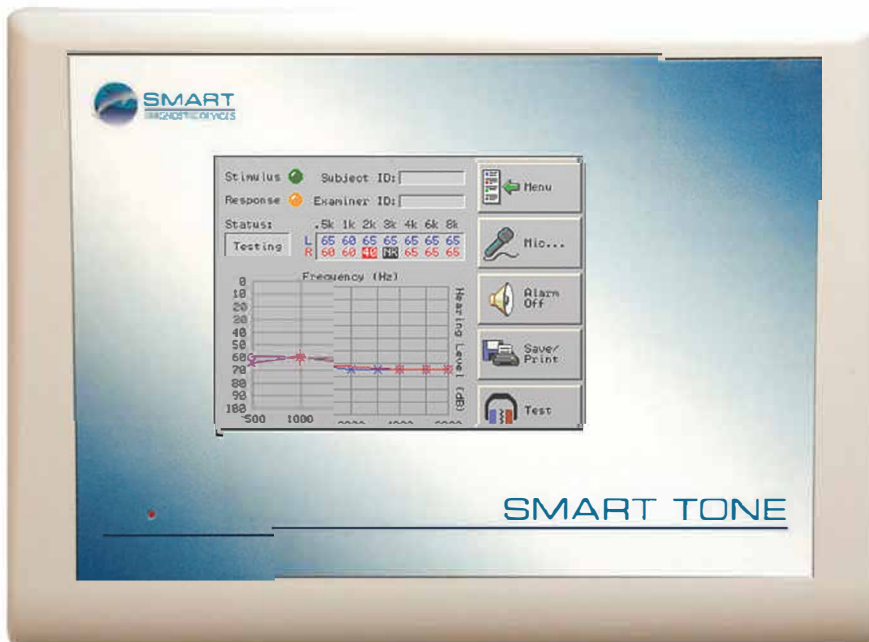 SMART
Stimulus Subject ID:
Response Examiner ID:
Status: .5k 1k 2k 3k 4k 6k 8k
Testing
L 65 60 65 65 65 65 65
R 60 60 40 NR 65 65 65
Frequency (Hz)
0
10
20
30
40
50
60
70
80
90
100
500 1000
Hearing Level (dB)
Menu
Mic...
Alarm
Off
Save/
Print
Test
SMART TONE